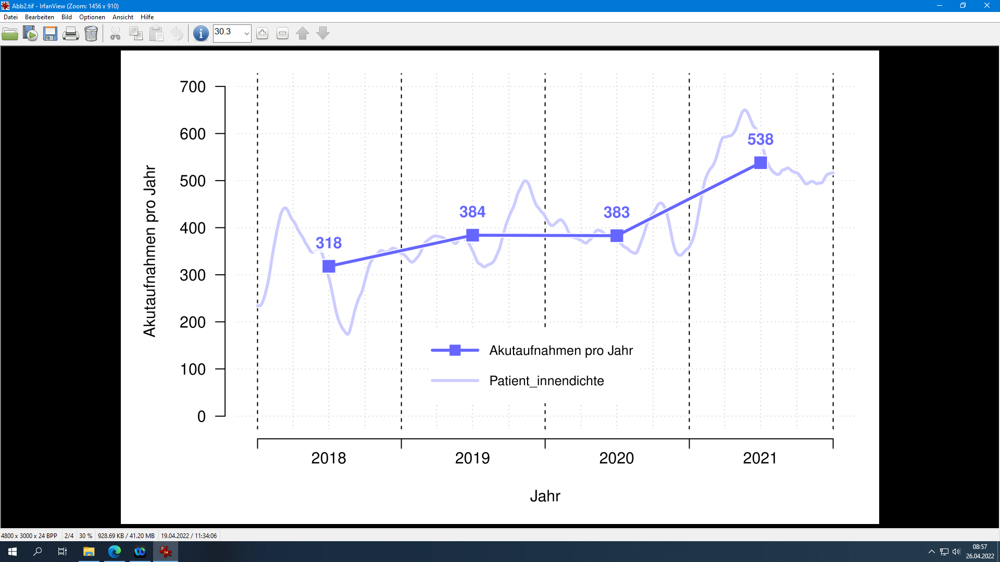 Abb2.tif - IrfanView (Zoom: 1456 x 910)
Datei Bearbeiten Bild Optionen Ansicht Hilfe
30.3
700
600
500
400
300
200
100
0
Akutaufnahmen pro Jahr
318
384
383
538
Akutaufnahmen pro Jahr
Patient_innendichte
2018 2019 2020 2021
Jahr
4800 x 3000 x 24 BPP 2/4 30 % 928.69 KB / 41.20 MB 19.04.2022 / 11:34:06
08:57
26.04.2022